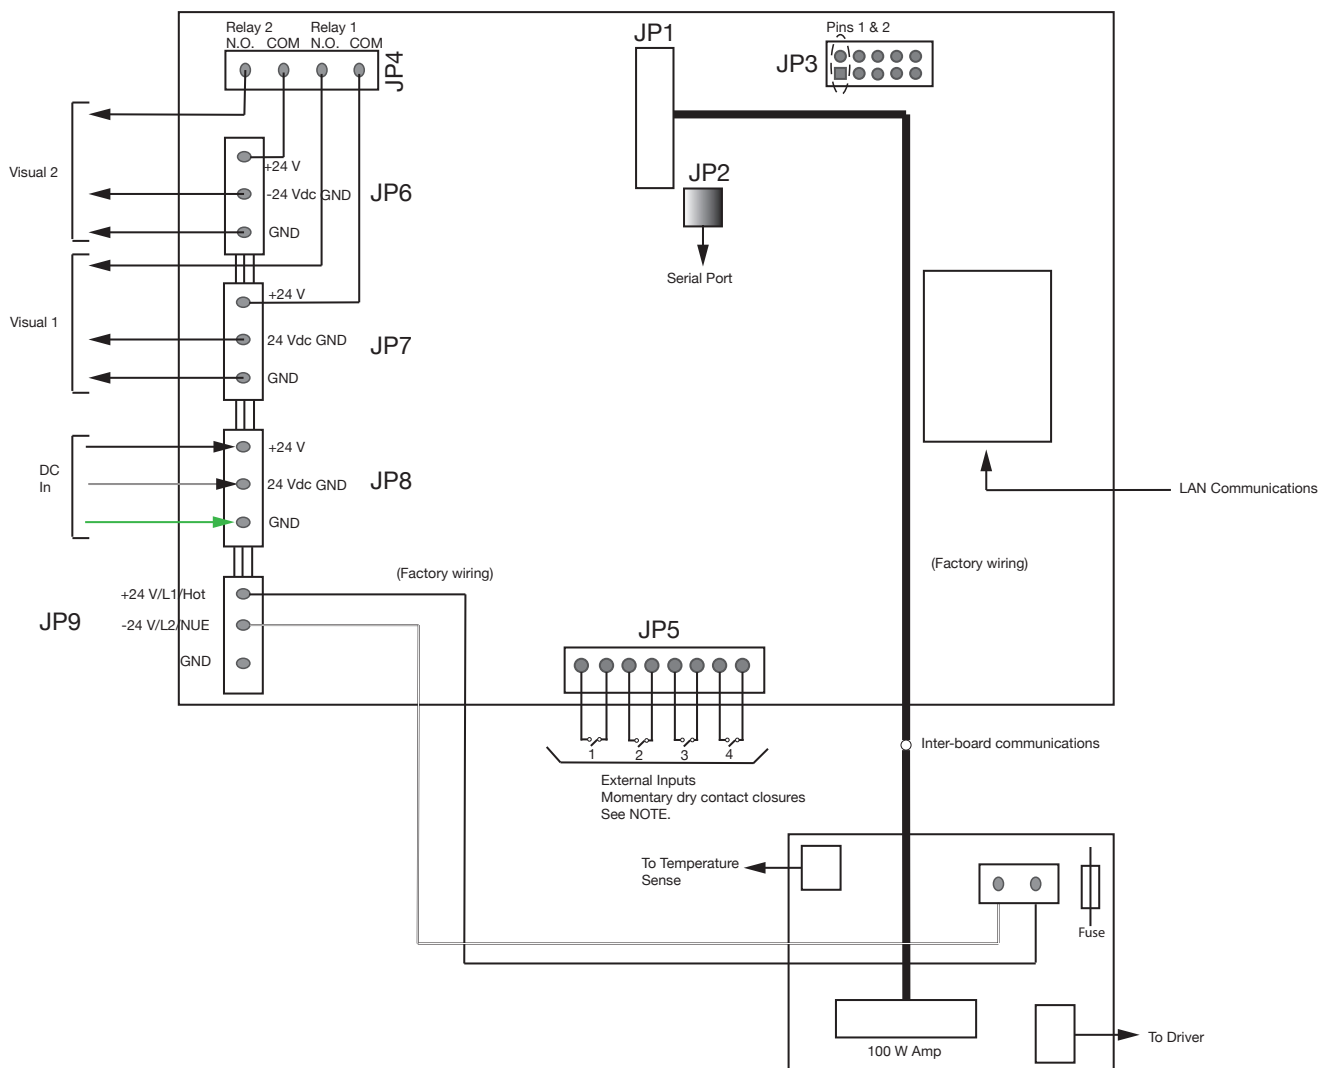 Relay 2 Relay 1
N.O. COM N.O. COM
JP4
JP1
Pins 1 & 2
JP3
Visual 2
+24 V
-24 Vdc GND
GND
JP6
JP2
Serial Port
Visual 1
+24 V
24 Vdc GND
GND
JP7
DC
In
+24 V
24 Vdc GND
GND
JP8
LAN Communications
(Factory wiring)
(Factory wiring)
JP9
+24 V/L1/Hot
-24 V/L2/NUE
GND
JP5
1 2 3 4
External Inputs
Momentary dry contact closures
See NOTE.
Inter-board communications
To Temperature
Sense
Fuse
100 W Amp
To Driver